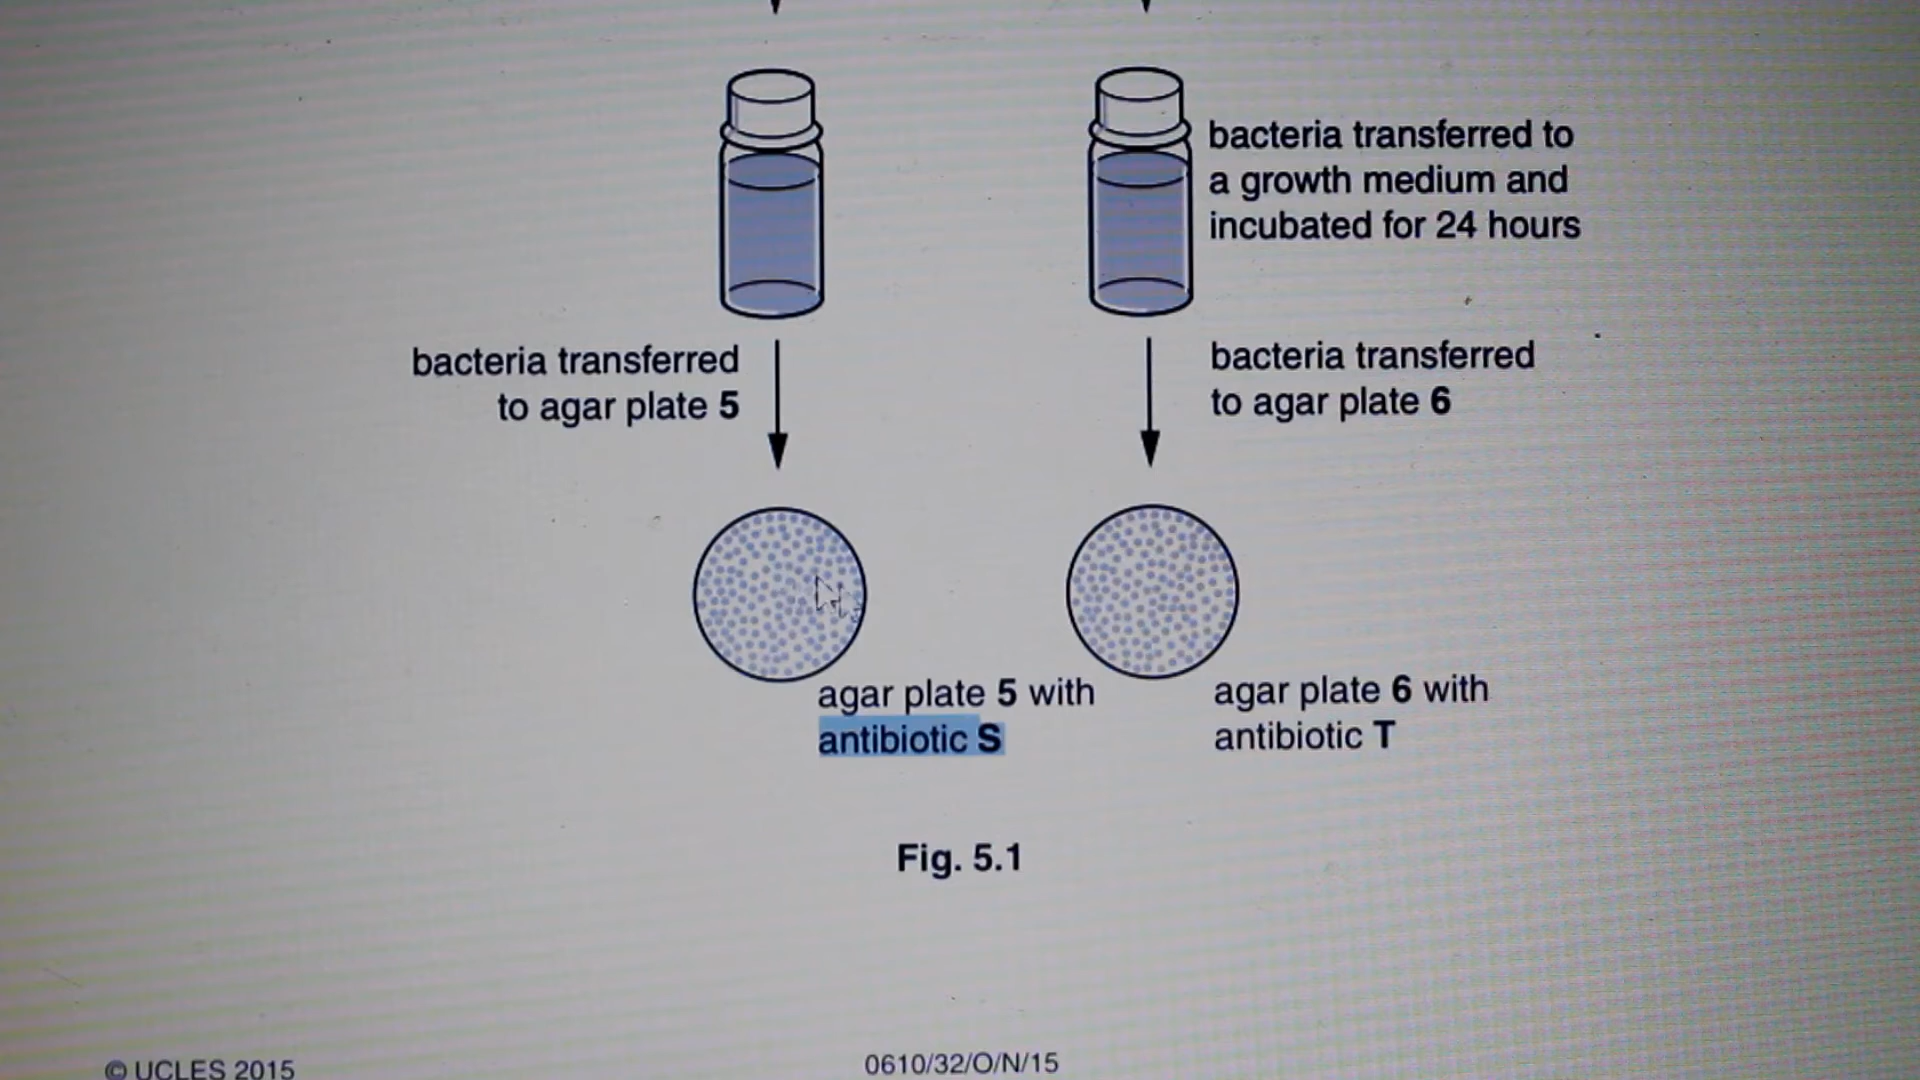 bacteria transferred to
a growth medium and
incubated for 24 hours
bacteria transferred
to agar plate 5
bacteria transferred
to agar plate 6
agar plate 5 with
antibiotic S
agar plate 6 with
antibiotic T
Fig. 5.1
© UCLES 2015
0610/32/O/N/15